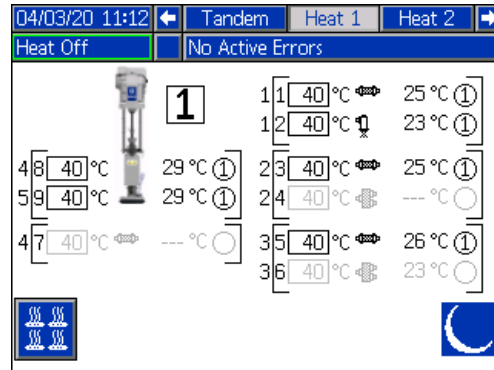 04/03/20 11:12 Tandem Heat 1 Heat 2
Heat Off No Active Errors
1
1 1 40 °C 25 °C 1
1 2 40 °C 23 °C 1
4 8 40 °C 29 °C 1
5 9 40 °C 29 °C 1
2 3 40 °C 25 °C 1
2 4 40 °C --- °C
4 7 40 °C --- °C
3 5 40 °C 26 °C 1
3 6 40 °C 23 °C